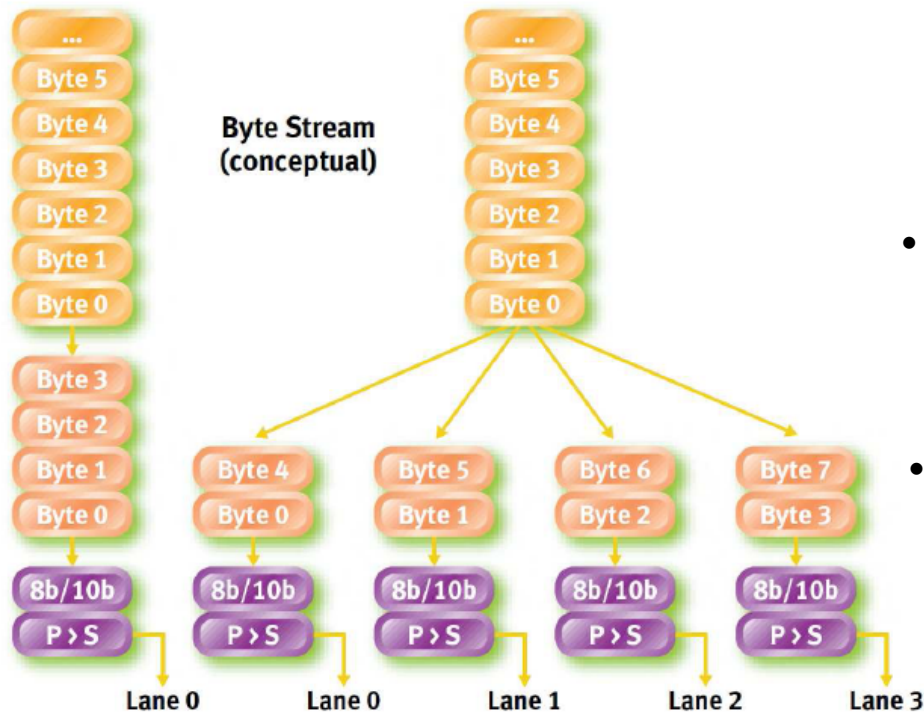 ... ...
Byte 5 Byte 5
Byte 4 Byte 4
Byte Stream
(conceptual)
Byte 3 Byte 3
Byte 2 Byte 2
Byte 1 Byte 1
Byte 0 Byte 0
Byte 3
Byte 2
Byte 1 Byte 4 Byte 5 Byte 6 Byte 7
Byte 0 Byte 0 Byte 1 Byte 2 Byte 3
8b/10b 8b/10b 8b/10b 8b/10b 8b/10b
P>S P>S P>S P>S P>S
Lane 0 Lane 0 Lane 1 Lane 2 Lane 3